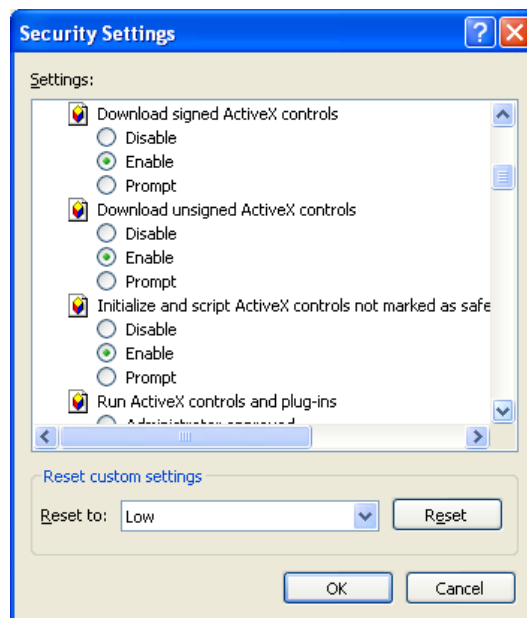 Security Settings
Settings:
Download signed ActiveX controls
Disable
Enable
Prompt
Download unsigned ActiveX controls
Disable
Enable
Prompt
Initialize and script ActiveX controls not marked as safe
Disable
Enable
Prompt
Run ActiveX controls and plug-ins
Administrator approved
Reset custom settings
Reset to: Low Reset
OK Cancel